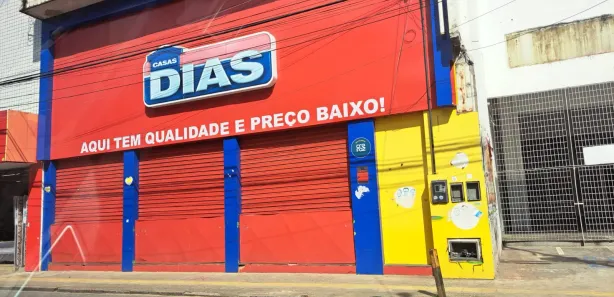 CASAS
DIAS
AQUI TEM QUALIDADE E PREÇO BAIXO!